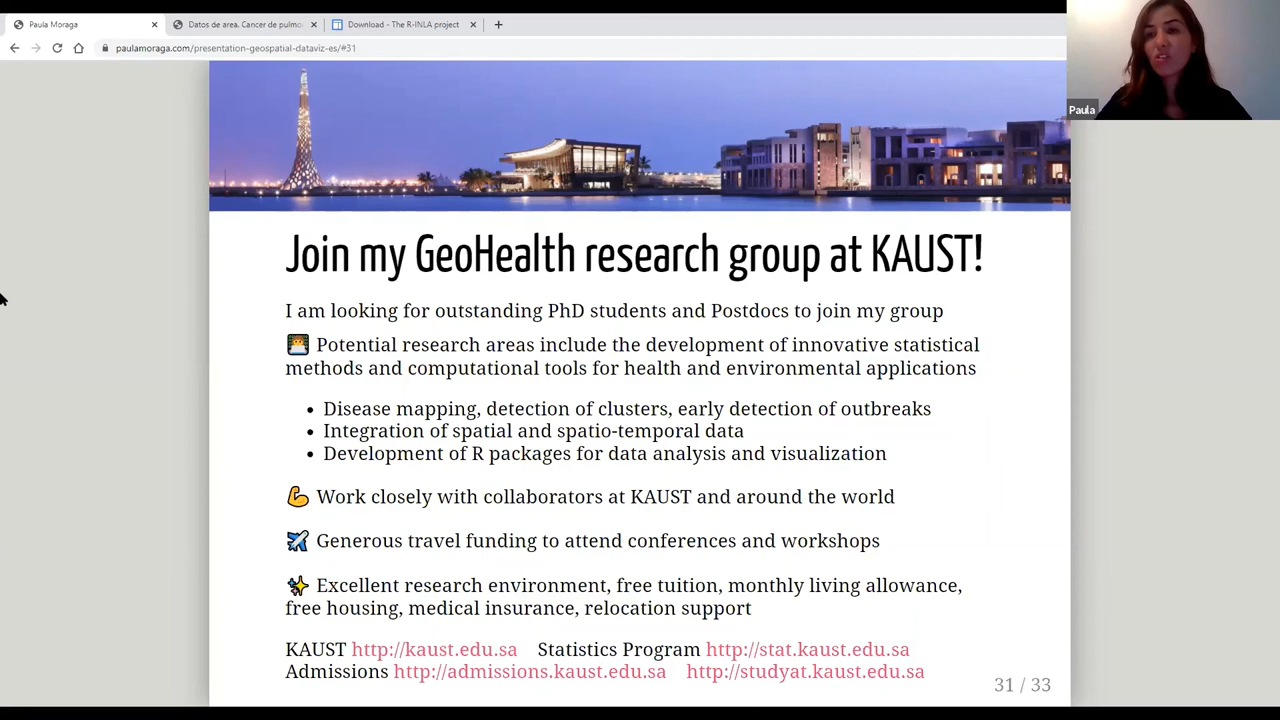 Paula Moraga
Datos de area. Cancer de pulmo
Download - The R-INLA project
paulamoraga.com/presentation-geospatial-dataviz-es/#31
Paula
Join my GeoHealth research group at KAUST!
I am looking for outstanding PhD students and Postdocs to join my group
Potential research areas include the development of innovative statistical
methods and computational tools for health and environmental applications
• Disease mapping, detection of clusters, early detection of outbreaks
• Integration of spatial and spatio-temporal data
• Development of R packages for data analysis and visualization
Work closely with collaborators at KAUST and around the world
Generous travel funding to attend conferences and workshops
Excellent research environment, free tuition, monthly living allowance,
free housing, medical insurance, relocation support
KAUST http://kaust.edu.sa Statistics Program http://stat.kaust.edu.sa
Admissions http://admissions.kaust.edu.sa http://studyat.kaust.edu.sa
31 / 33